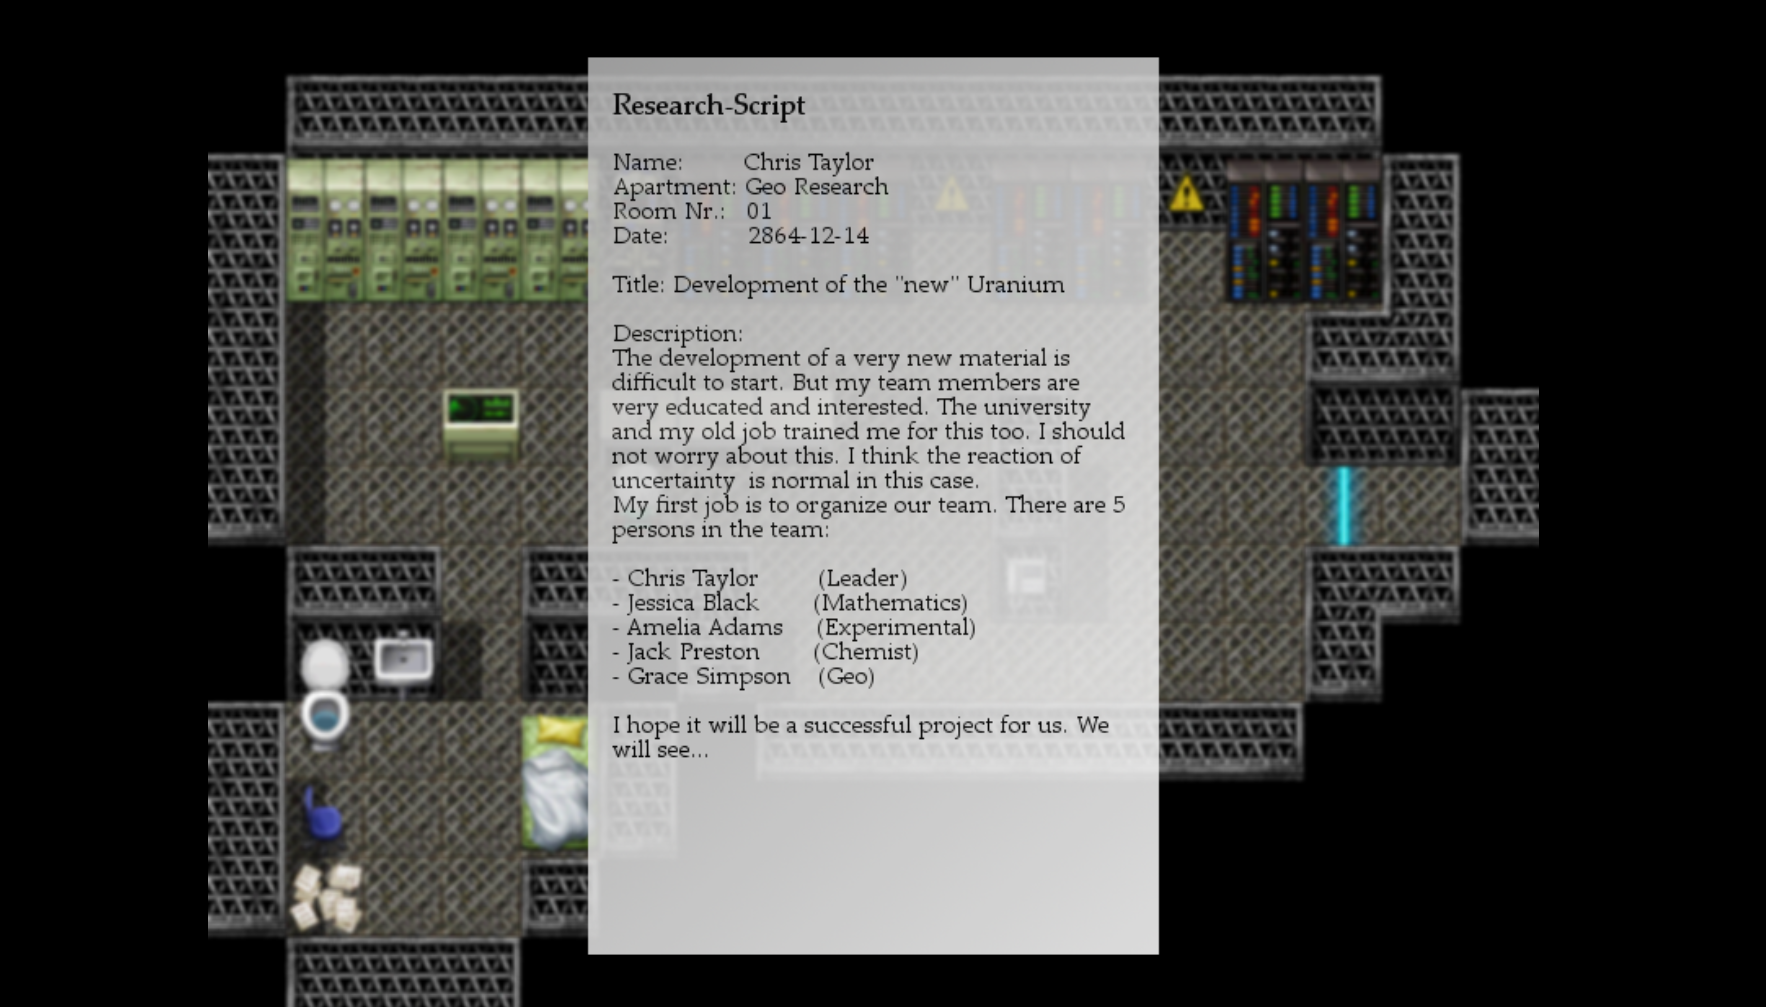 Research-Script
Name: Chris Taylor
Apartment: Geo Research
Room Nr.: 01
Date: 2864-12-14
Title: Development of the "new" Uranium
Description:
The development of a very new material is
difficult to start. But my team members are
very educated and interested. The university
and my old job trained me for this too. I should
not worry about this. I think the reaction of
uncertainty  is normal in this case.
My first job is to organize our team. There are 5
persons in the team:
- Chris Taylor (Leader)
- Jessica Black (Mathematics)
- Amelia Adams (Experimental)
- Jack Preston (Chemist)
- Grace Simpson (Geo)
I hope it will be a successful project for us. We
will see...